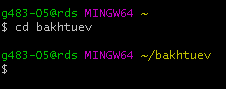 g483-05@rds MINGW64 ~
$ cd bakhtuev
g483-05@rds MINGW64 ~/bakhtuev
$